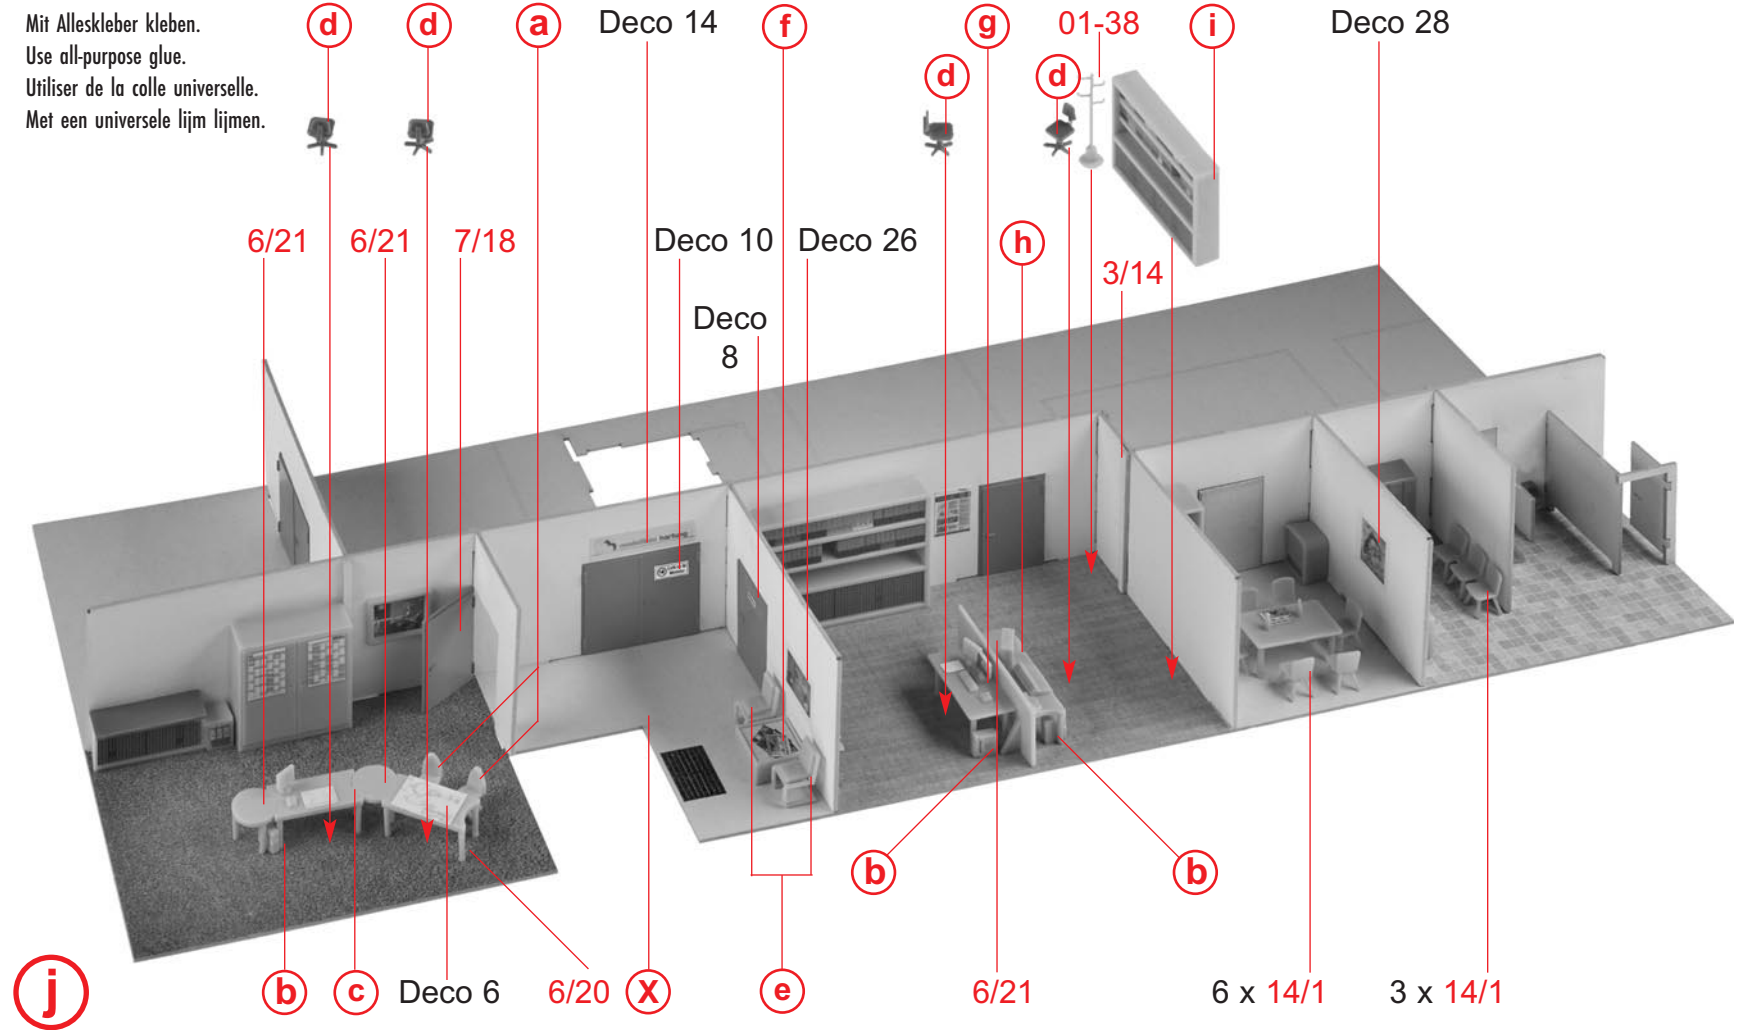 Mit Alleskleber kleben.
Use all-purpose glue.
Utiliser de la colle universelle.
Met een universele lijm lijmen.
d
d
a
Deco 14
f
g
01-38
i
Deco 28
d
d
6/21
6/21
7/18
Deco 10
Deco 26
h
3/14
Deco
8
hartung
b
b
j
b
c
Deco 6
6/20
X
e
6/21
6 x 14/1
3 x 14/1